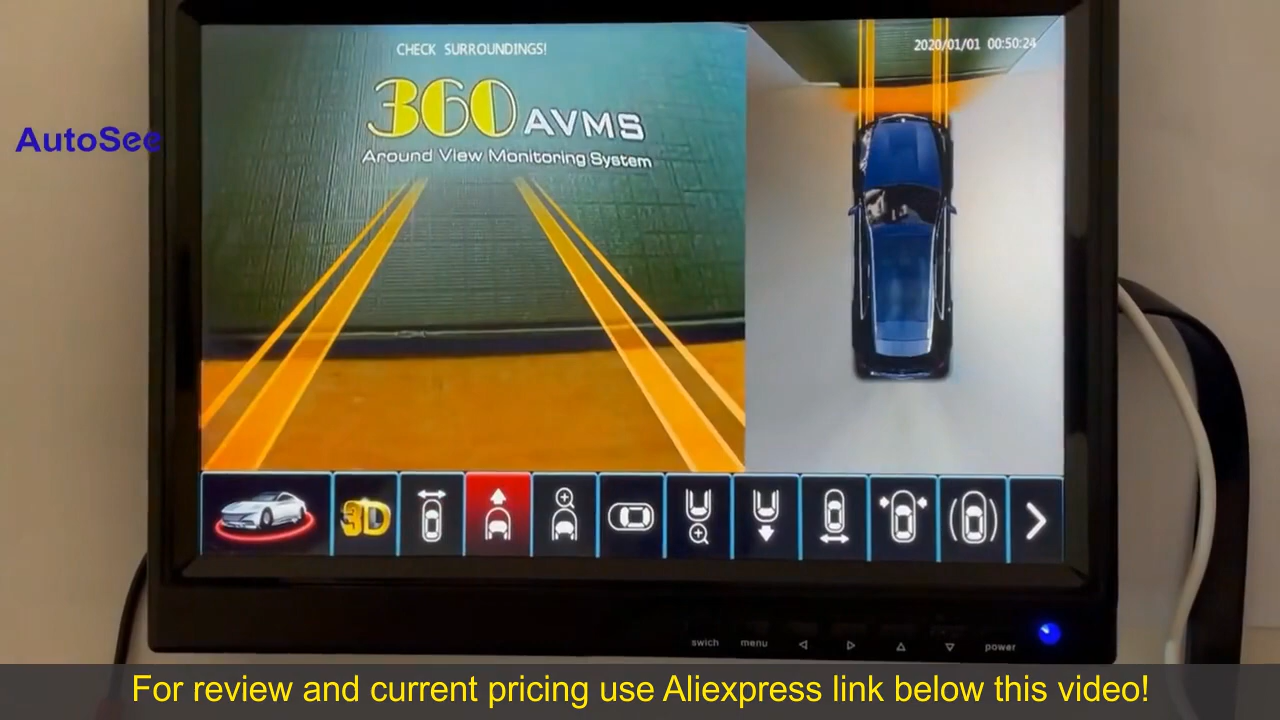 CHECK SURROUNDINGS!
2020/01/01 00:50:24
360 AVMS
Around View Monitoring System
AutoSee
3D
swich menu power
For review and current pricing use Aliexpress link below this video!